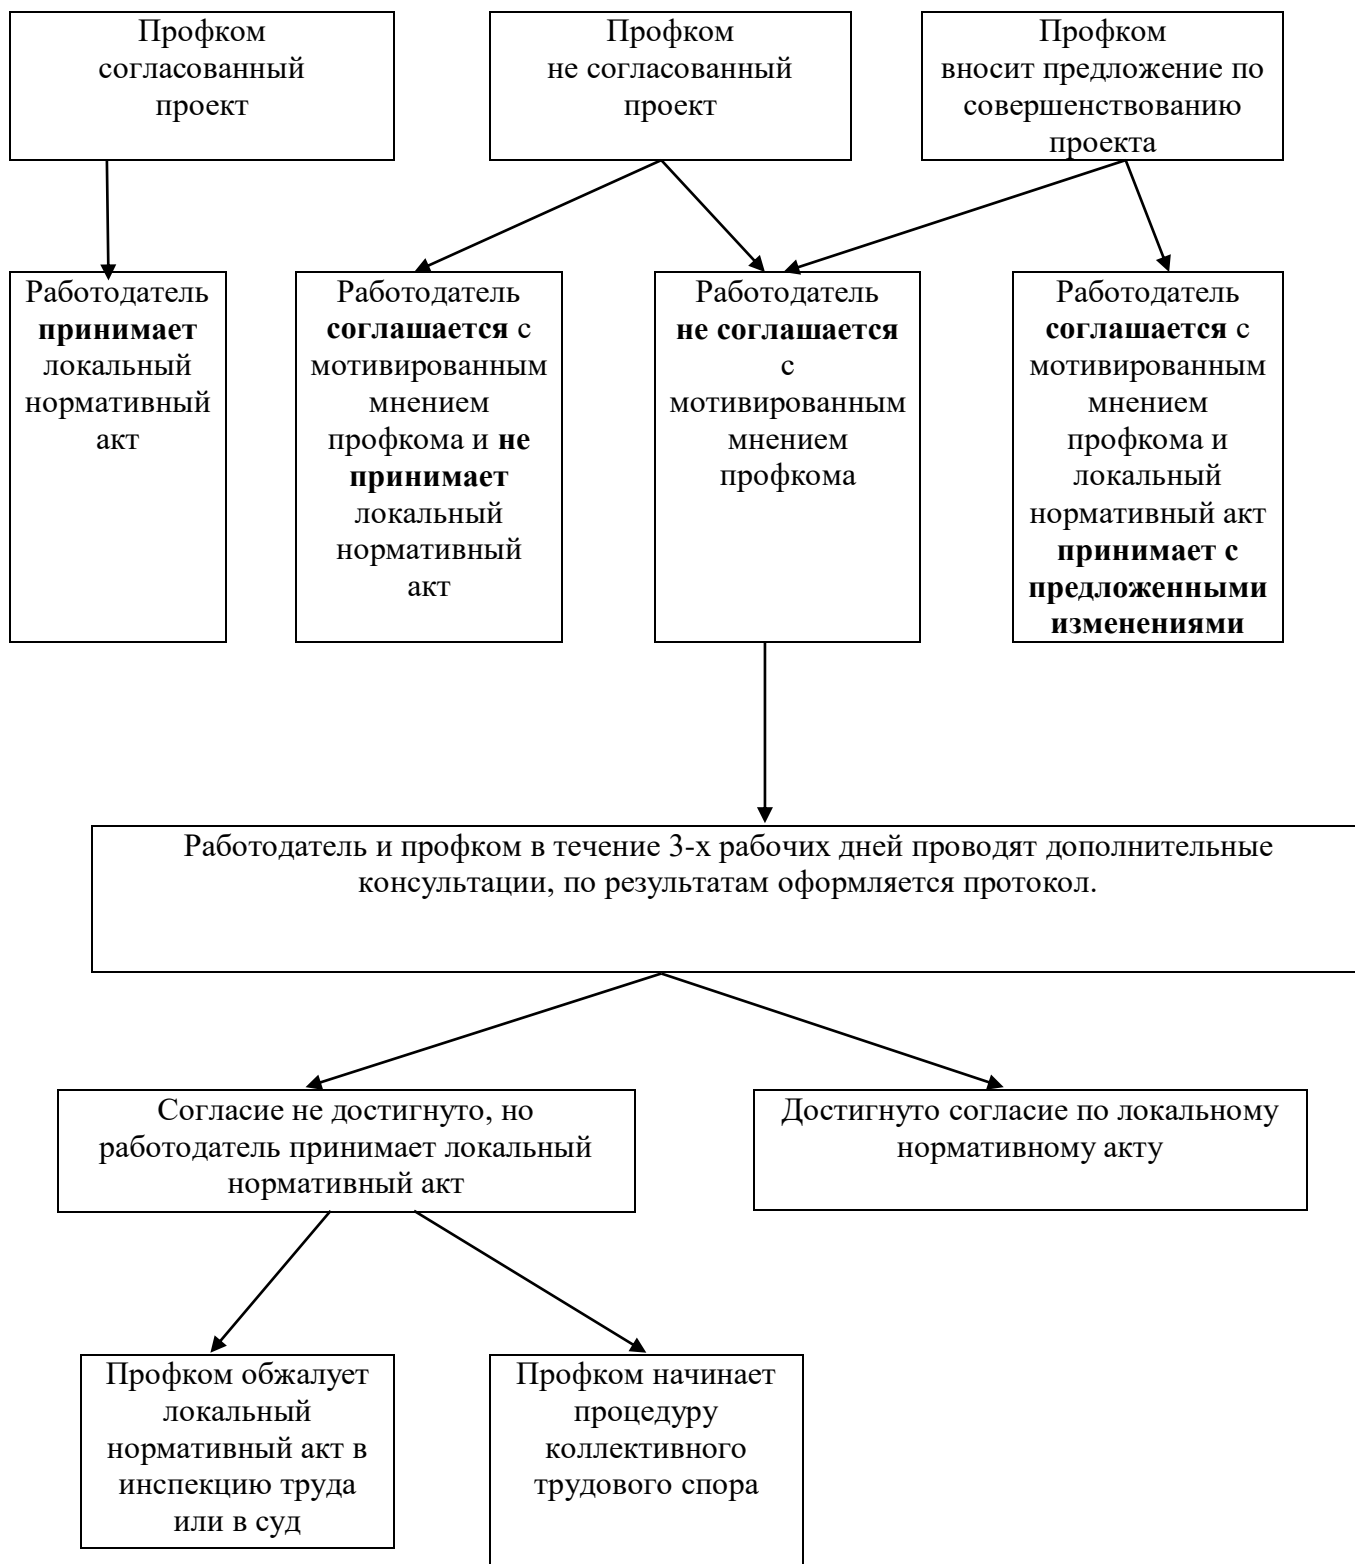 Профком
согласованный
проект
Профком
не согласованный
проект
Профком
вносит предложение по
совершенствованию
проекта
Работодатель
принимает
локальный
нормативный
акт
Работодатель
соглашается с
мотивированным
мнением
профкома и не
принимает
локальный
нормативный
акт
Работодатель
не соглашается
с
мотивированным
мнением
профкома
Работодатель
соглашается с
мотивированным
мнением
профкома и
локальный
нормативный акт
принимает с
предложенными
изменениями
Работодатель и профком в течение 3-х рабочих дней проводят дополнительные
консультации, по результатам оформляется протокол.
Согласие не достигнуто, но
работодатель принимает локальный
нормативный акт
Достигнуто согласие по локальному
нормативному акту
Профком обжалует
локальный
нормативный акт в
инспекцию труда
или в суд
Профком начинает
процедуру
коллективного
трудового спора